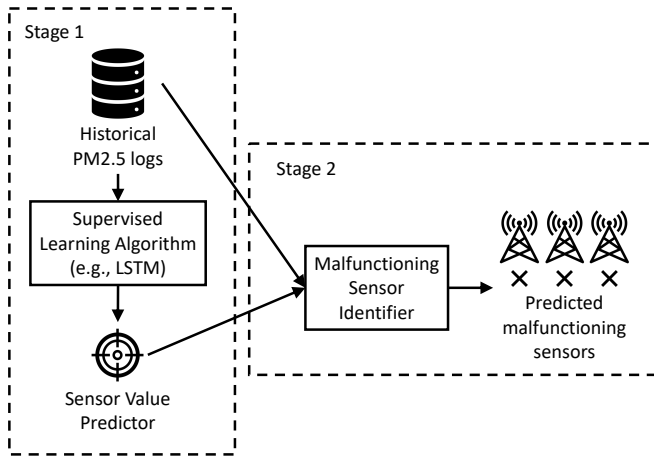 Stage 1
Historical
PM2.5 logs
Supervised
Learning Algorithm
(e.g., LSTM)
Sensor Value
Predictor
Stage 2
Malfunctioning
Sensor
Identifier
Predicted
malfunctioning
sensors